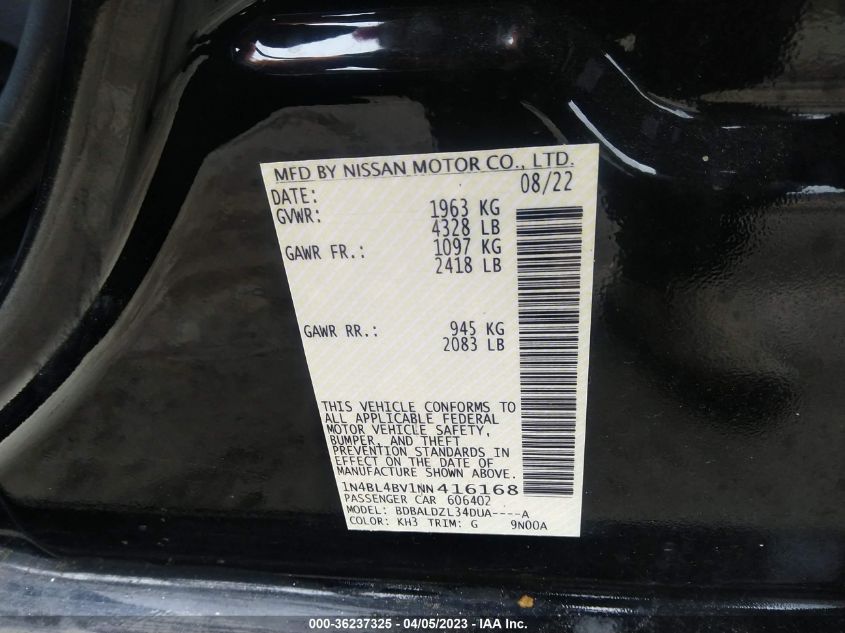 MFD BY NISSAN MOTOR CO., LTD.
DATE: 08/22
GVWR: 1963 KG
4328 LB
GAWR FR.: 1097 KG
2418 LB
GAWR RR.: 945 KG
2083 LB
THIS VEHICLE CONFORMS TO
ALL APPLICABLE FEDERAL
MOTOR VEHICLE SAFETY,
BUMPER, AND THEFT
PREVENTION STANDARDS IN
EFFECT ON THE DATE OF
MANUFACTURE SHOWN ABOVE.
1N4BL4BV1NN416168
PASSENGER CAR 606402
MODEL: BDBALDZL34DUA----A
COLOR: KH3 TRIM: G 9N00A
000-36237325 - 04/05/2023 - IAA Inc.